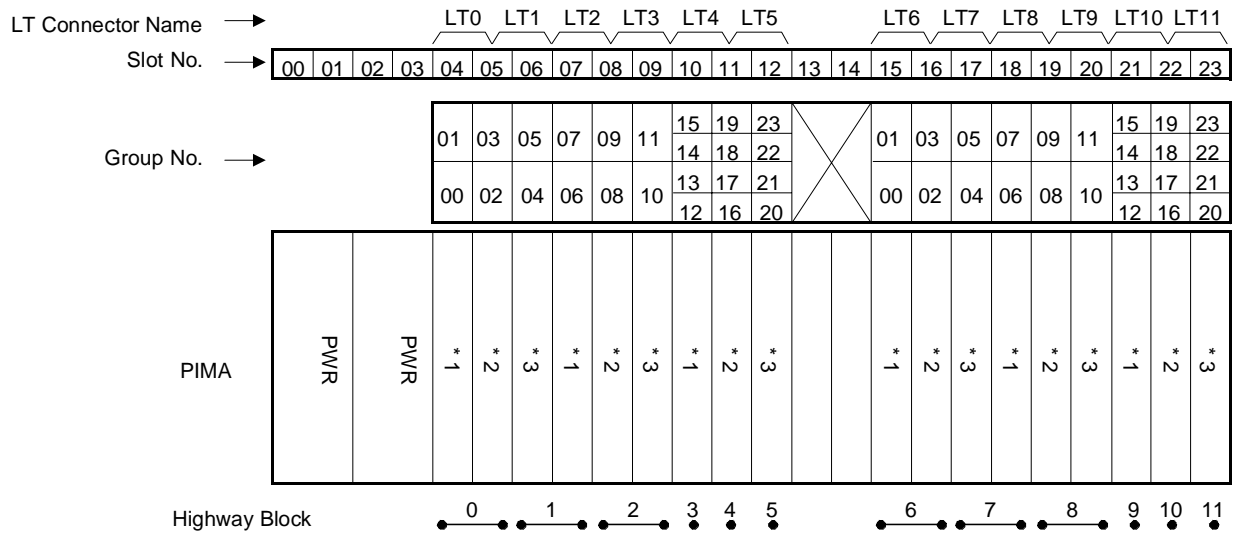 LT Connector Name LT0 LT1 LT2 LT3 LT4 LT5 LT6 LT7 LT8 LT9 LT10 LT11
Slot No. 00 01 02 03 04 05 06 07 08 09 10 11 12 13 14 15 16 17 18 19 20 21 22 23
15 19 23 15 19 23
01 03 05 07 09 11 01 03 05 07 09 11
14 18 22 14 18 22
Group No.
13 17 21 13 17 21
00 02 04 06 08 10 00 02 04 06 08 10
12 16 20 12 16 20
PIMA PWR PWR *1 *2 *3 *1 *2 *3 *1 *2 *3 *1 *2 *3 *1 *2 *3 *1 *2 *3
Highway Block 0 1 2 3 4 5 6 7 8 9 10 11